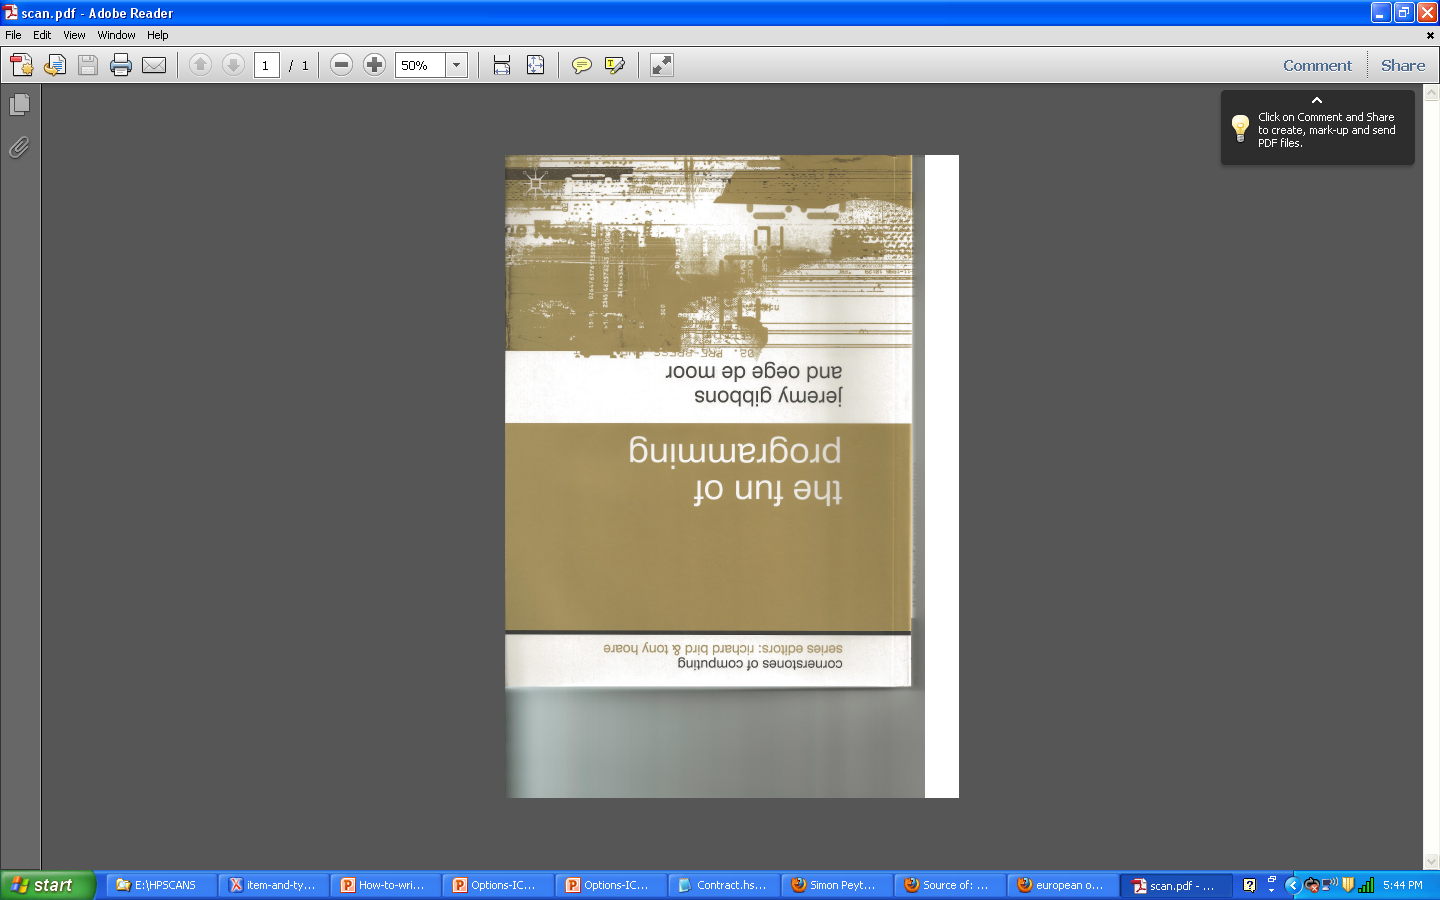 scan.pdf - Adobe Reader
File Edit View Window Help
1 / 1 50% Comment Share
Click on Comment and Share
to create, mark-up and send
PDF files.
cornerstones of computing
series editors: richard bird & tony hoare
the fun of
programming
jeremy gibbons
and oege de moor
start E:\HPSCANS item-and-ty... How-to-wri... Options-IC... Options-IC... Contract.hs... Simon Peyt... Source of: ... european o... scan.pdf - ... 5:44 PM